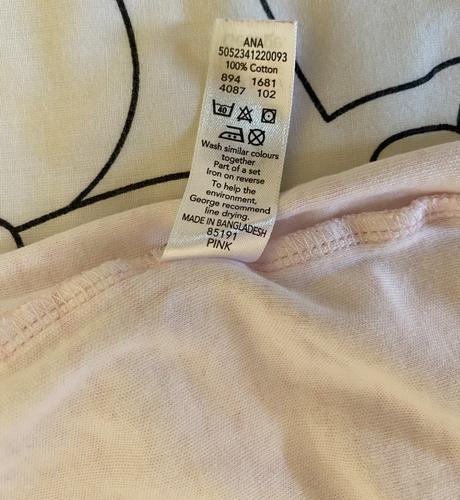 ANA
5052341220093
100% Cotton
894 1681
4087 102
40
Wash similar colours
together
Part of a set
Iron on reverse
To help the
environment,
George recommend
line drying.
MADE IN BANGLADESH
85191
PINK